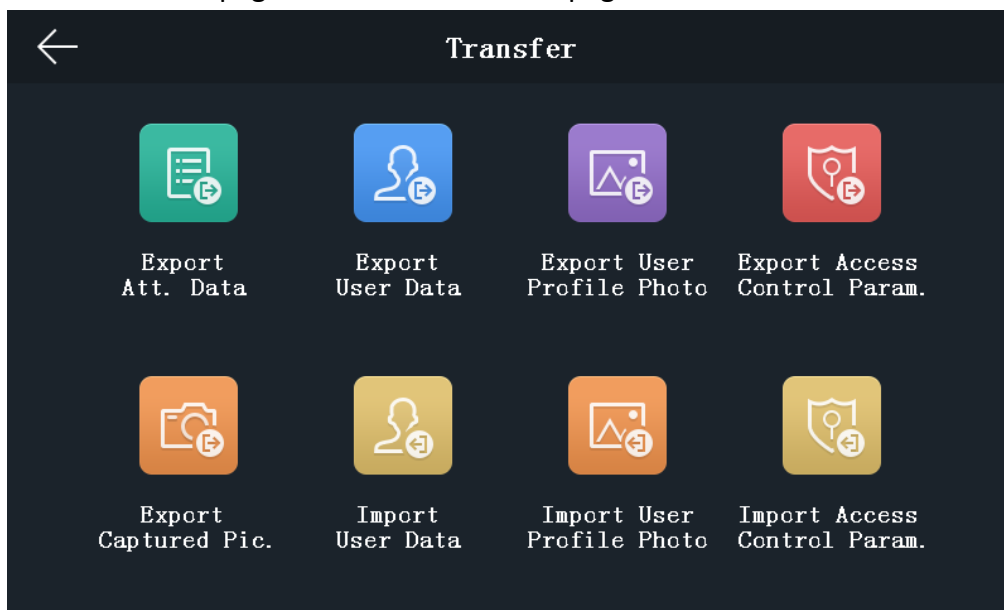 Transfer
Export
Att. Data
Export
User Data
Export User
Profile Photo
Export Access
Control Param.
Export
Captured Pic.
Import
User Data
Import User
Profile Photo
Import Access
Control Param.